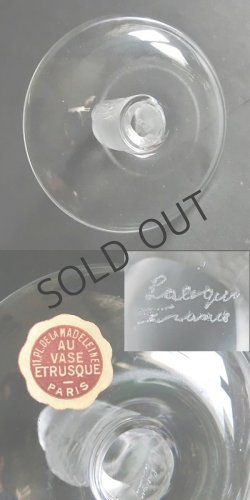 SOLD OUT
11.PL.DE LA MADELEINE
AU
VASE
ETRUSQUE
PARIS
Lalique
France